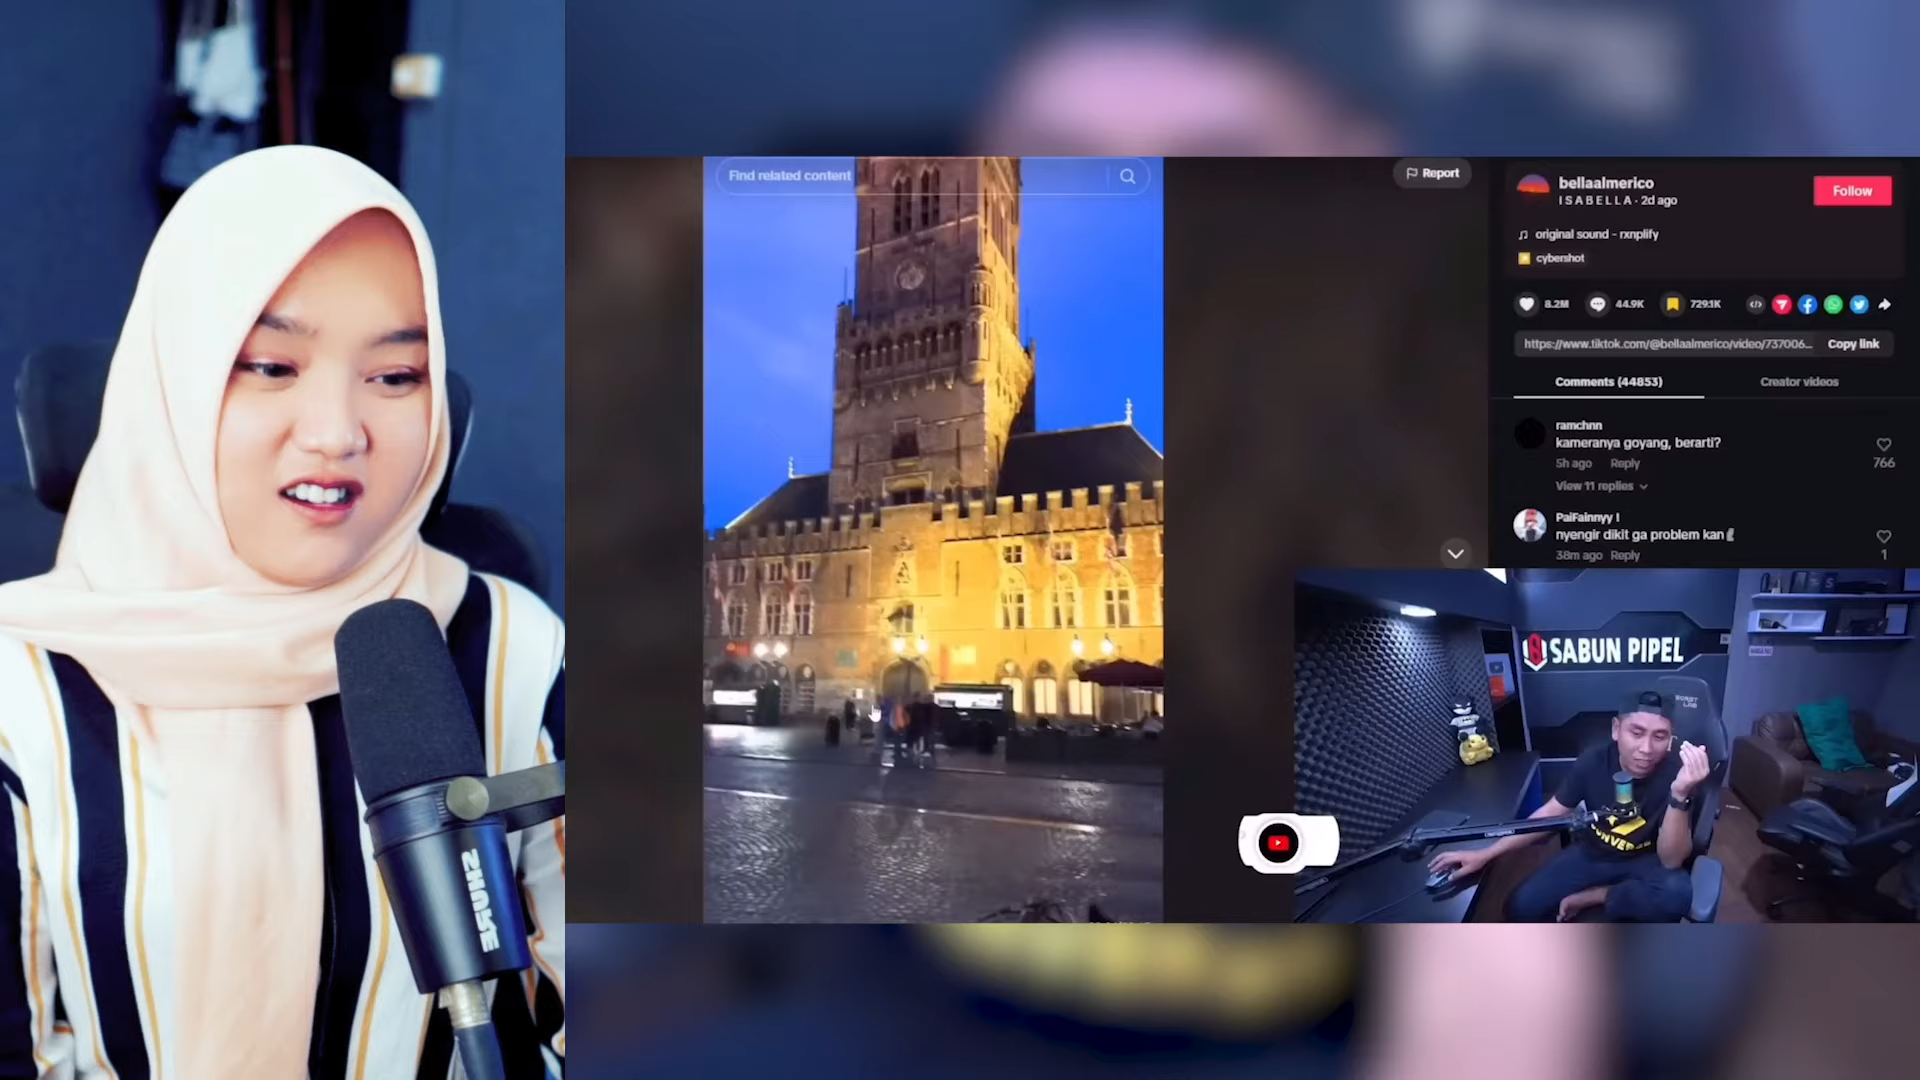 Find related content
Report
bellaalmerico
I S A B E L L A · 2d ago
Follow
original sound - rxnplify
cybershot
8.2M
44.9K
729.1K
https://www.tiktok.com/@bellaalmerico/video/737006...
Copy link
Comments (44853)
Creator videos
ramchnn
kameranya goyang, berarti?
5h ago Reply
766
View 11 replies
PaiFainnyy !
nyengir dikit ga problem kan
38m ago Reply
1
SABUN PIPEL